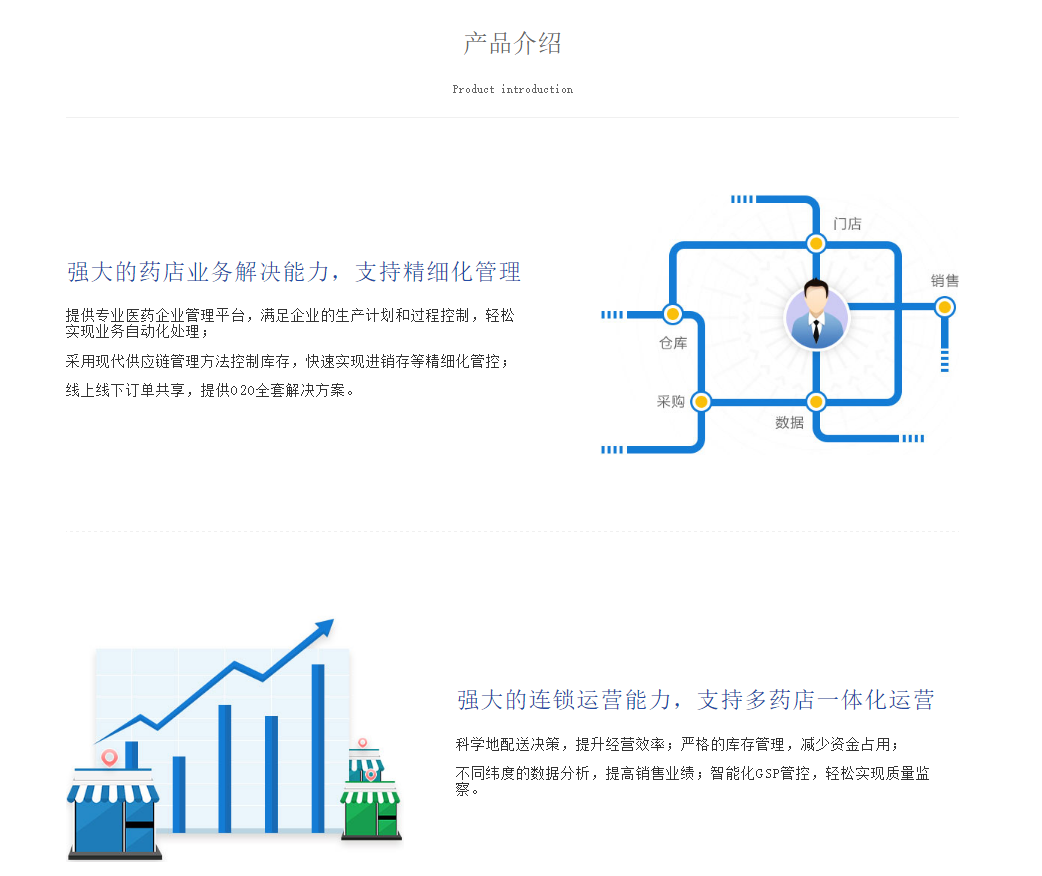 产品介绍
Product introduction
强大的药店业务解决能力，支持精细化管理
提供专业医药企业管理平台，满足企业的生产计划和过程控制，轻松
实现业务自动化处理；
采用现代供应链管理方法控制库存，快速实现进销存等精细化管控；
线上线下订单共享，提供O2O全套解决方案。
门店
销售
仓库
采购
数据
强大的连锁运营能力，支持多药店一体化运营
科学地配送决策，提升经营效率；严格的库存管理，减少资金占用；
不同纬度的数据分析，提高销售业绩；智能化GSP管控，轻松实现质量监
察。